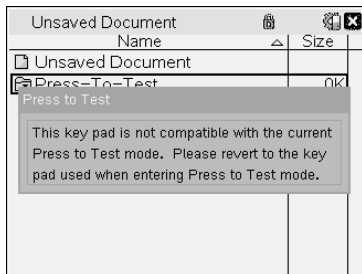 Unsaved Document
Name Size
Unsaved Document
Press-To-Test 0K
Press to Test
This key pad is not compatible with the current
Press to Test mode. Please revert to the key
pad used when entering Press to Test mode.